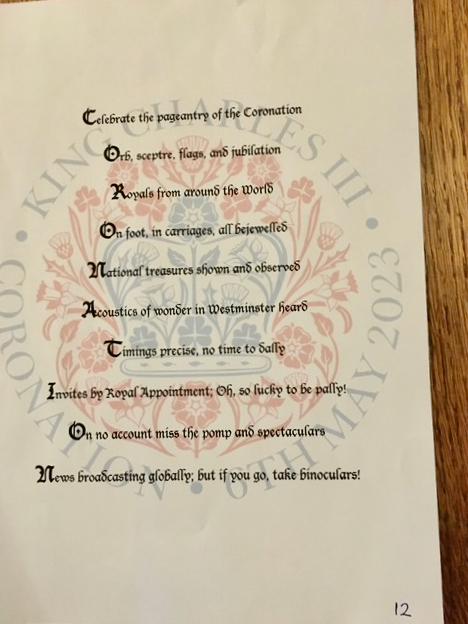 Celebrate the pageantry of the Coronation
Orb, sceptre, flags, and jubilation
Royals from around the World
On foot, in carriages, all bejewelled
National treasures shown and observed
Acoustics of wonder in Westminster heard
Timings precise, no time to dally
Invites by Royal Appointment; Oh, so lucky to be pally!
On no account miss the pomp and spectaculars
News broadcasting globally; but if you go, take binoculars!
• KING CHARLES III •
CORONATION • 6TH MAY 2023
12